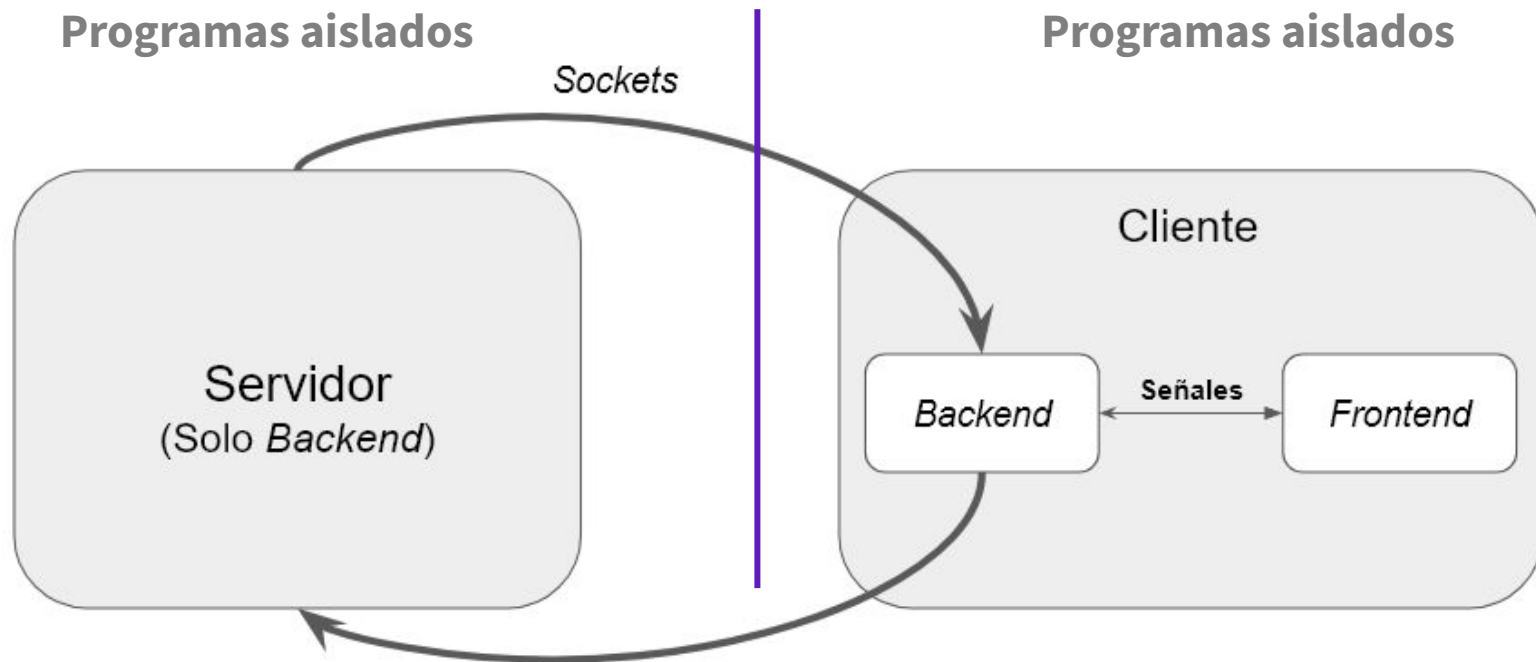 Programas aislados
Programas aislados
Sockets
Cliente
Servidor
(Solo Backend)
Backend
Señales
Frontend